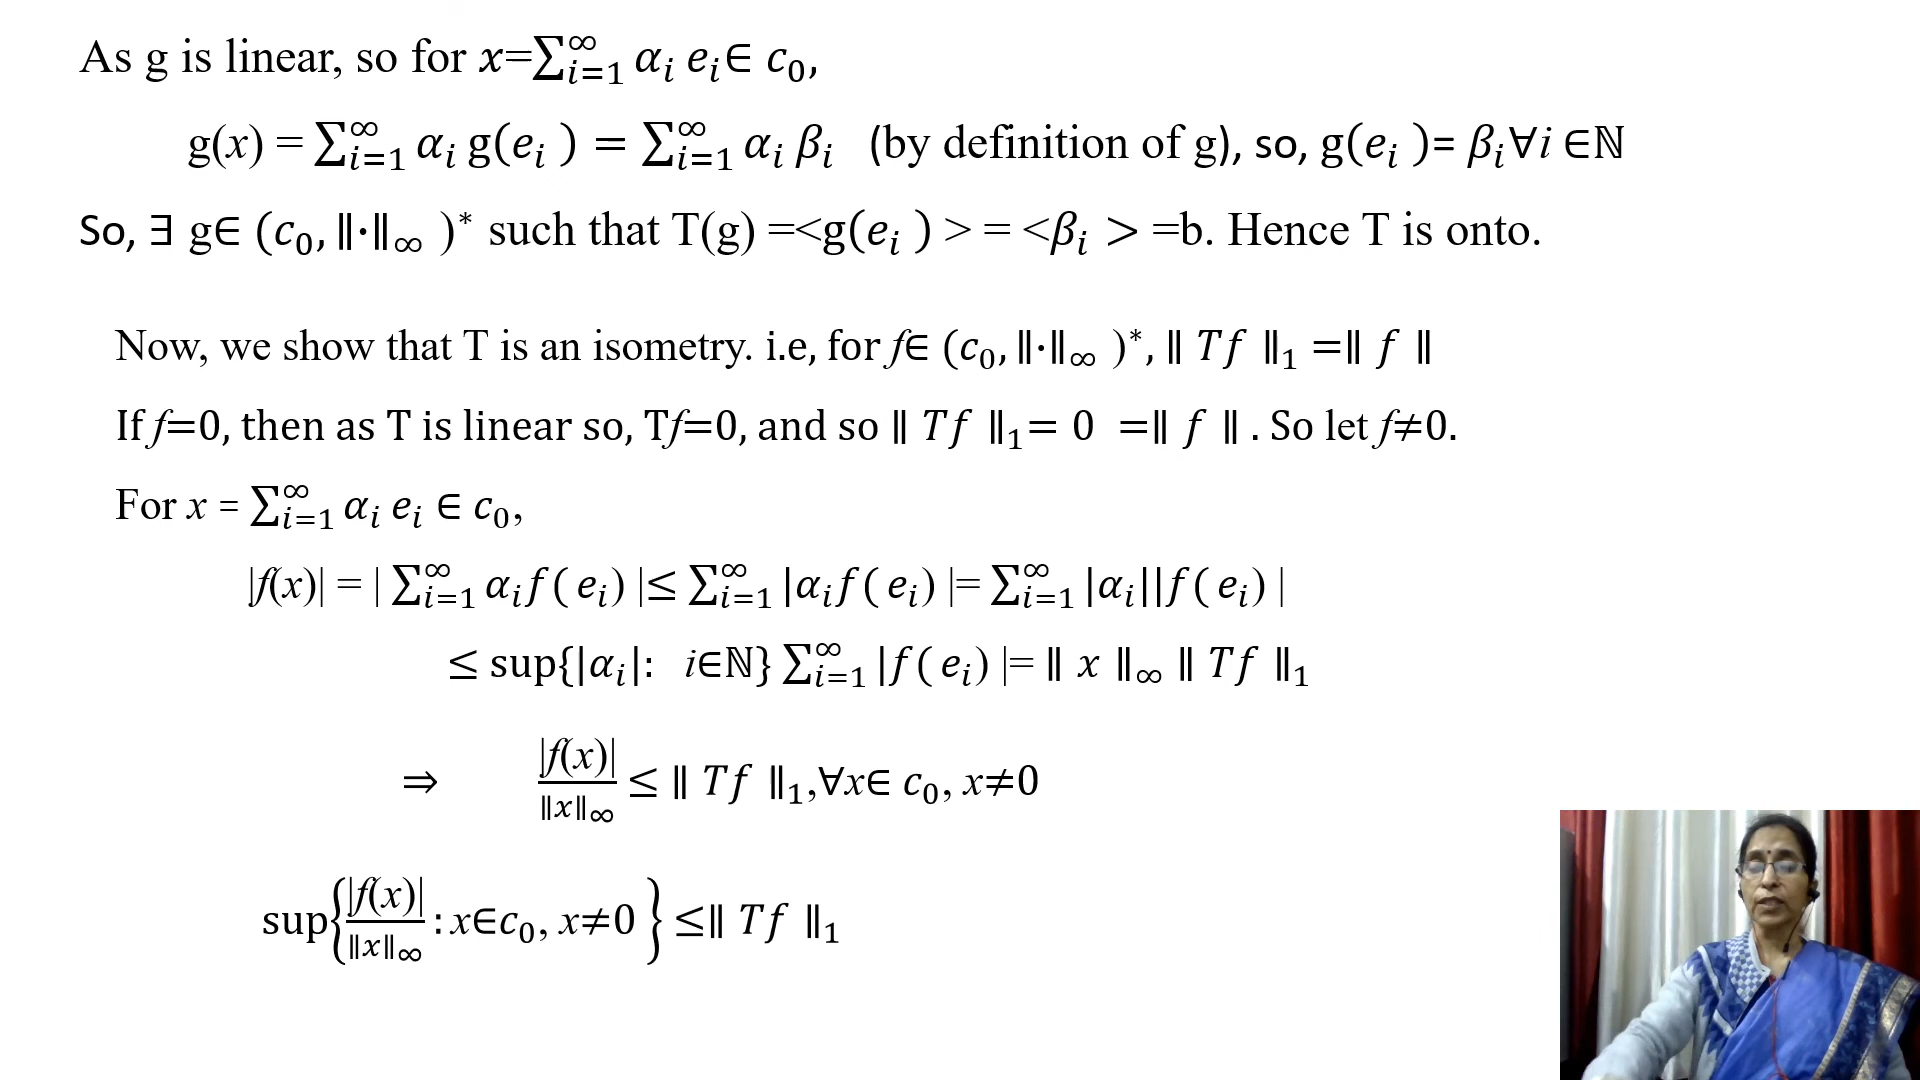 As g is linear, so for x=∑_{i=1}^{∞} α_i e_i∈ c_0,
g(x) = ∑_{i=1}^{∞} α_i g(e_i ) = ∑_{i=1}^{∞} α_i β_i (by definition of g), so, g(e_i )= β_i∀i ∈ℕ
So, ∃ g∈ (c_0, ‖·‖_∞ )^* such that T(g) =<g(e_i ) > = <β_i > =b. Hence T is onto.
Now, we show that T is an isometry. i.e, for f∈ (c_0, ‖·‖_∞ )^*, ‖ Tf ‖_1 =‖ f ‖
If f=0, then as T is linear so, Tf=0, and so ‖ Tf ‖_1= 0 =‖ f ‖ . So let f≠0.
For x = ∑_{i=1}^{∞} α_i e_i ∈ c_0,
|f(x)| = | ∑_{i=1}^{∞} α_i f( e_i) |≤ ∑_{i=1}^{∞} |α_i f( e_i) |= ∑_{i=1}^{∞} |α_i||f( e_i) |
≤ sup{|α_i|: i∈ℕ} ∑_{i=1}^{∞} |f( e_i) |= ‖ x ‖_∞ ‖ Tf ‖_1
⇒ |f(x)|/‖x‖_∞ ≤ ‖ Tf ‖_1,∀x∈ c_0, x≠0
sup{|f(x)|/‖x‖_∞ : x∈c_0, x≠0 } ≤‖ Tf ‖_1